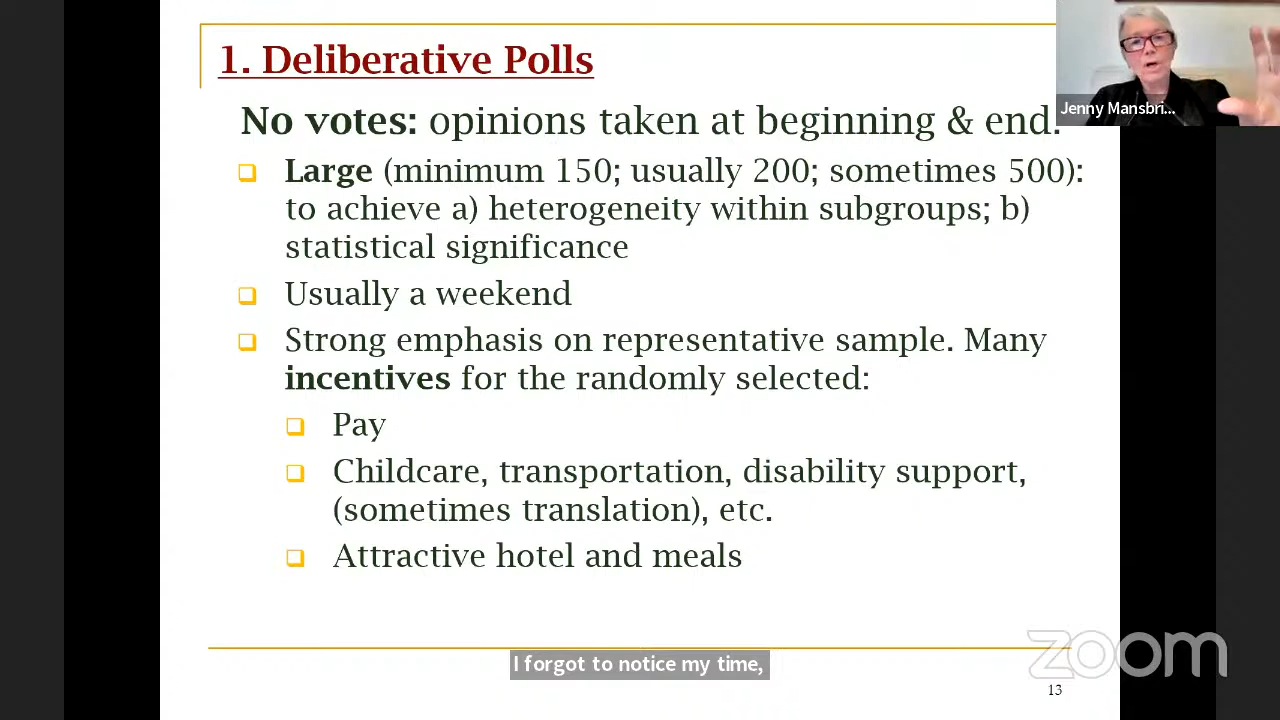 1. Deliberative Polls
No votes: opinions taken at beginning & end.
Large (minimum 150; usually 200; sometimes 500):
to achieve a) heterogeneity within subgroups; b)
statistical significance
Usually a weekend
Strong emphasis on representative sample. Many
incentives for the randomly selected:
Pay
Childcare, transportation, disability support,
(sometimes translation), etc.
Attractive hotel and meals
Jenny Mansbri...
I forgot to notice my time,
zoom
13